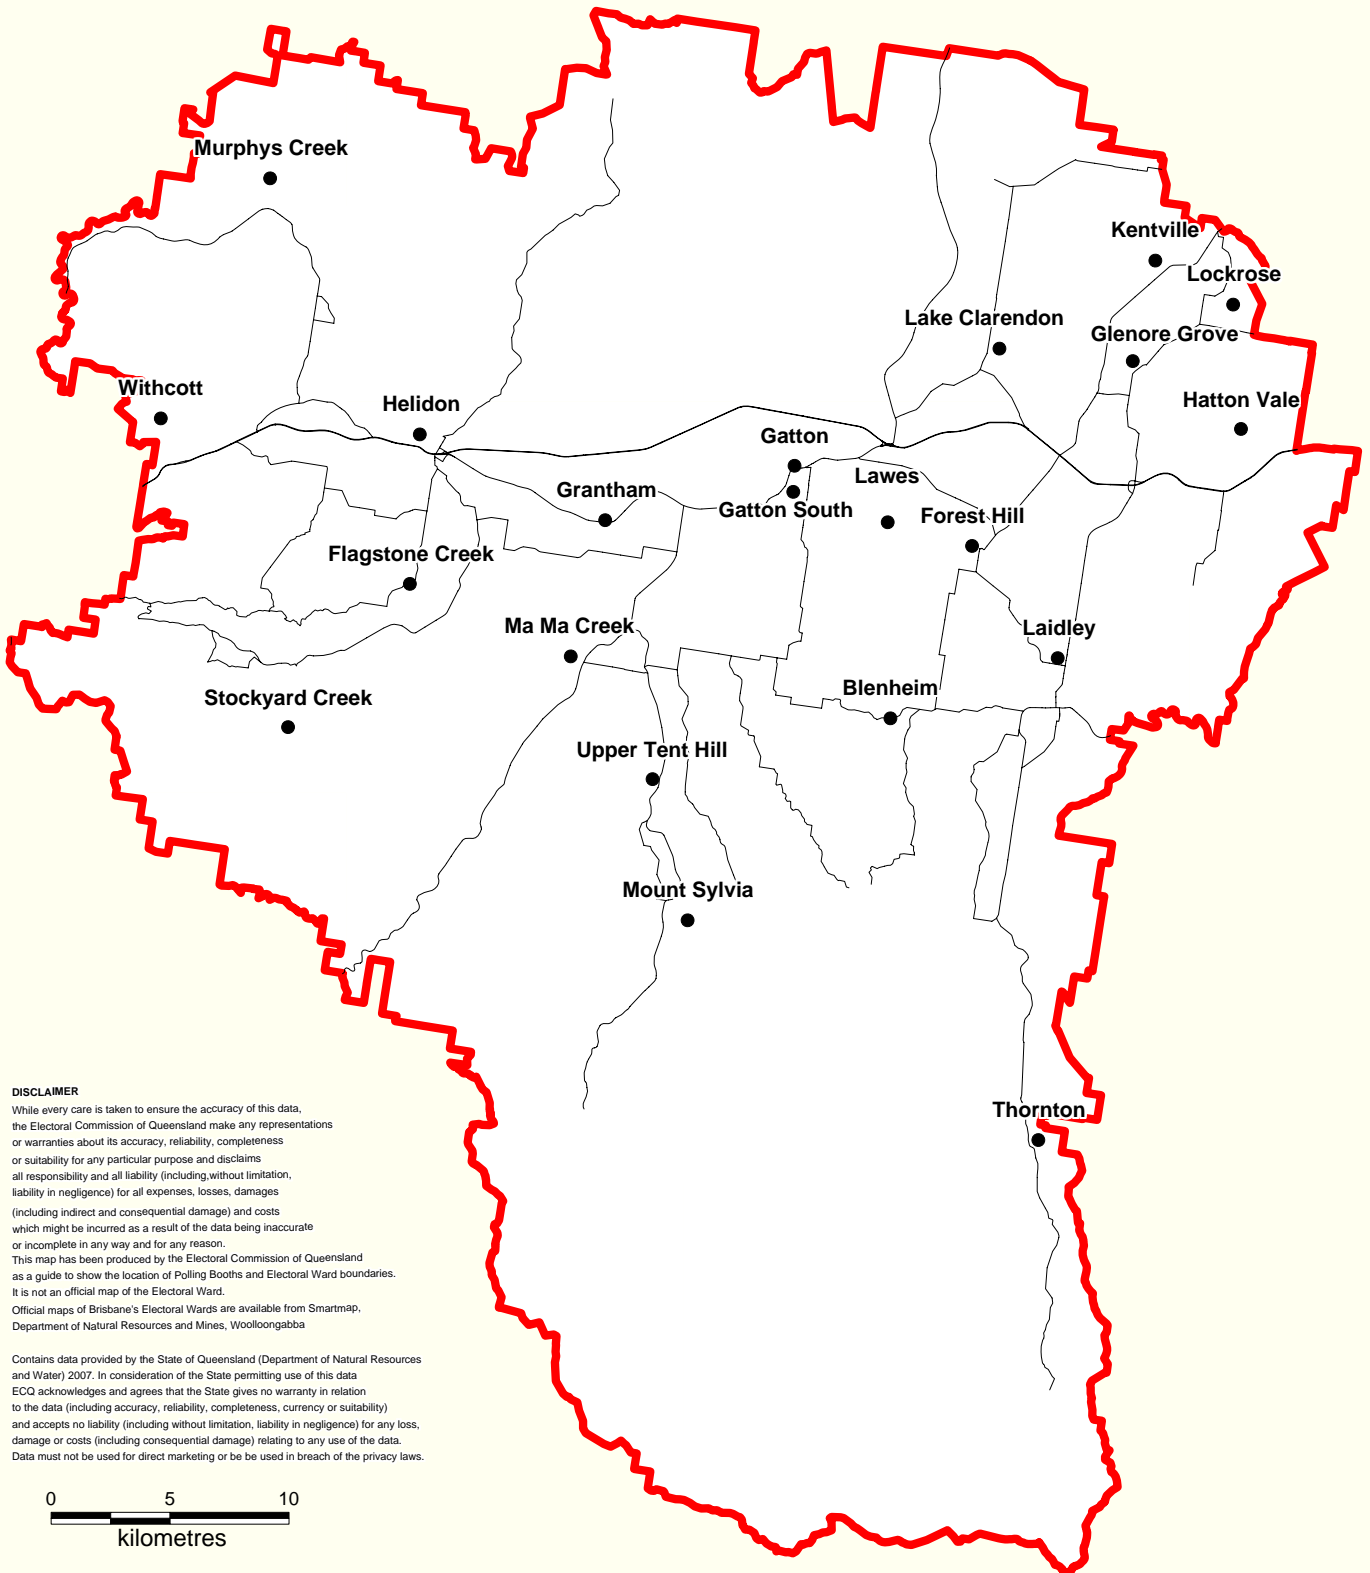 Murphys Creek
Kentville
Lockrose
Lake Clarendon
Glenore Grove
Withcott
Helidon
Hatton Vale
Gatton
Lawes
Grantham
Gatton South
Forest Hill
Flagstone Creek
Ma Ma Creek
Laidley
Stockyard Creek
Blenheim
Upper Tent Hill
Mount Sylvia
Thornton
DISCLAIMER
While every care is taken to ensure the accuracy of this data,
the Electoral Commission of Queensland make any representations
or warranties about its accuracy, reliability, completeness
or suitability for any particular purpose and disclaims
all responsibility and all liability (including,without limitation,
liability in negligence) for all expenses, losses, damages
(including indirect and consequential damage) and costs
which might be incurred as a result of the data being inaccurate
or incomplete in any way and for any reason.
This map has been produced by the Electoral Commission of Queensland
as a guide to show the location of Polling Booths and Electoral Ward boundaries.
It is not an official map of the Electoral Ward.
Official maps of Brisbane's Electoral Wards are available from Smartmap,
Department of Natural Resources and Mines, Woolloongabba
Contains data provided by the State of Queensland (Department of Natural Resources
and Water) 2007. In consideration of the State permitting use of this data
ECQ acknowledges and agrees that the State gives no warranty in relation
to the data (including accuracy, reliability, completeness, currency or suitability)
and accepts no liability (including without limitation, liability in negligence) for any loss,
damage or costs (including consequential damage) relating to any use of the data.
Data must not be used for direct marketing or be be used in breach of the privacy laws.
0 5 10
kilometres